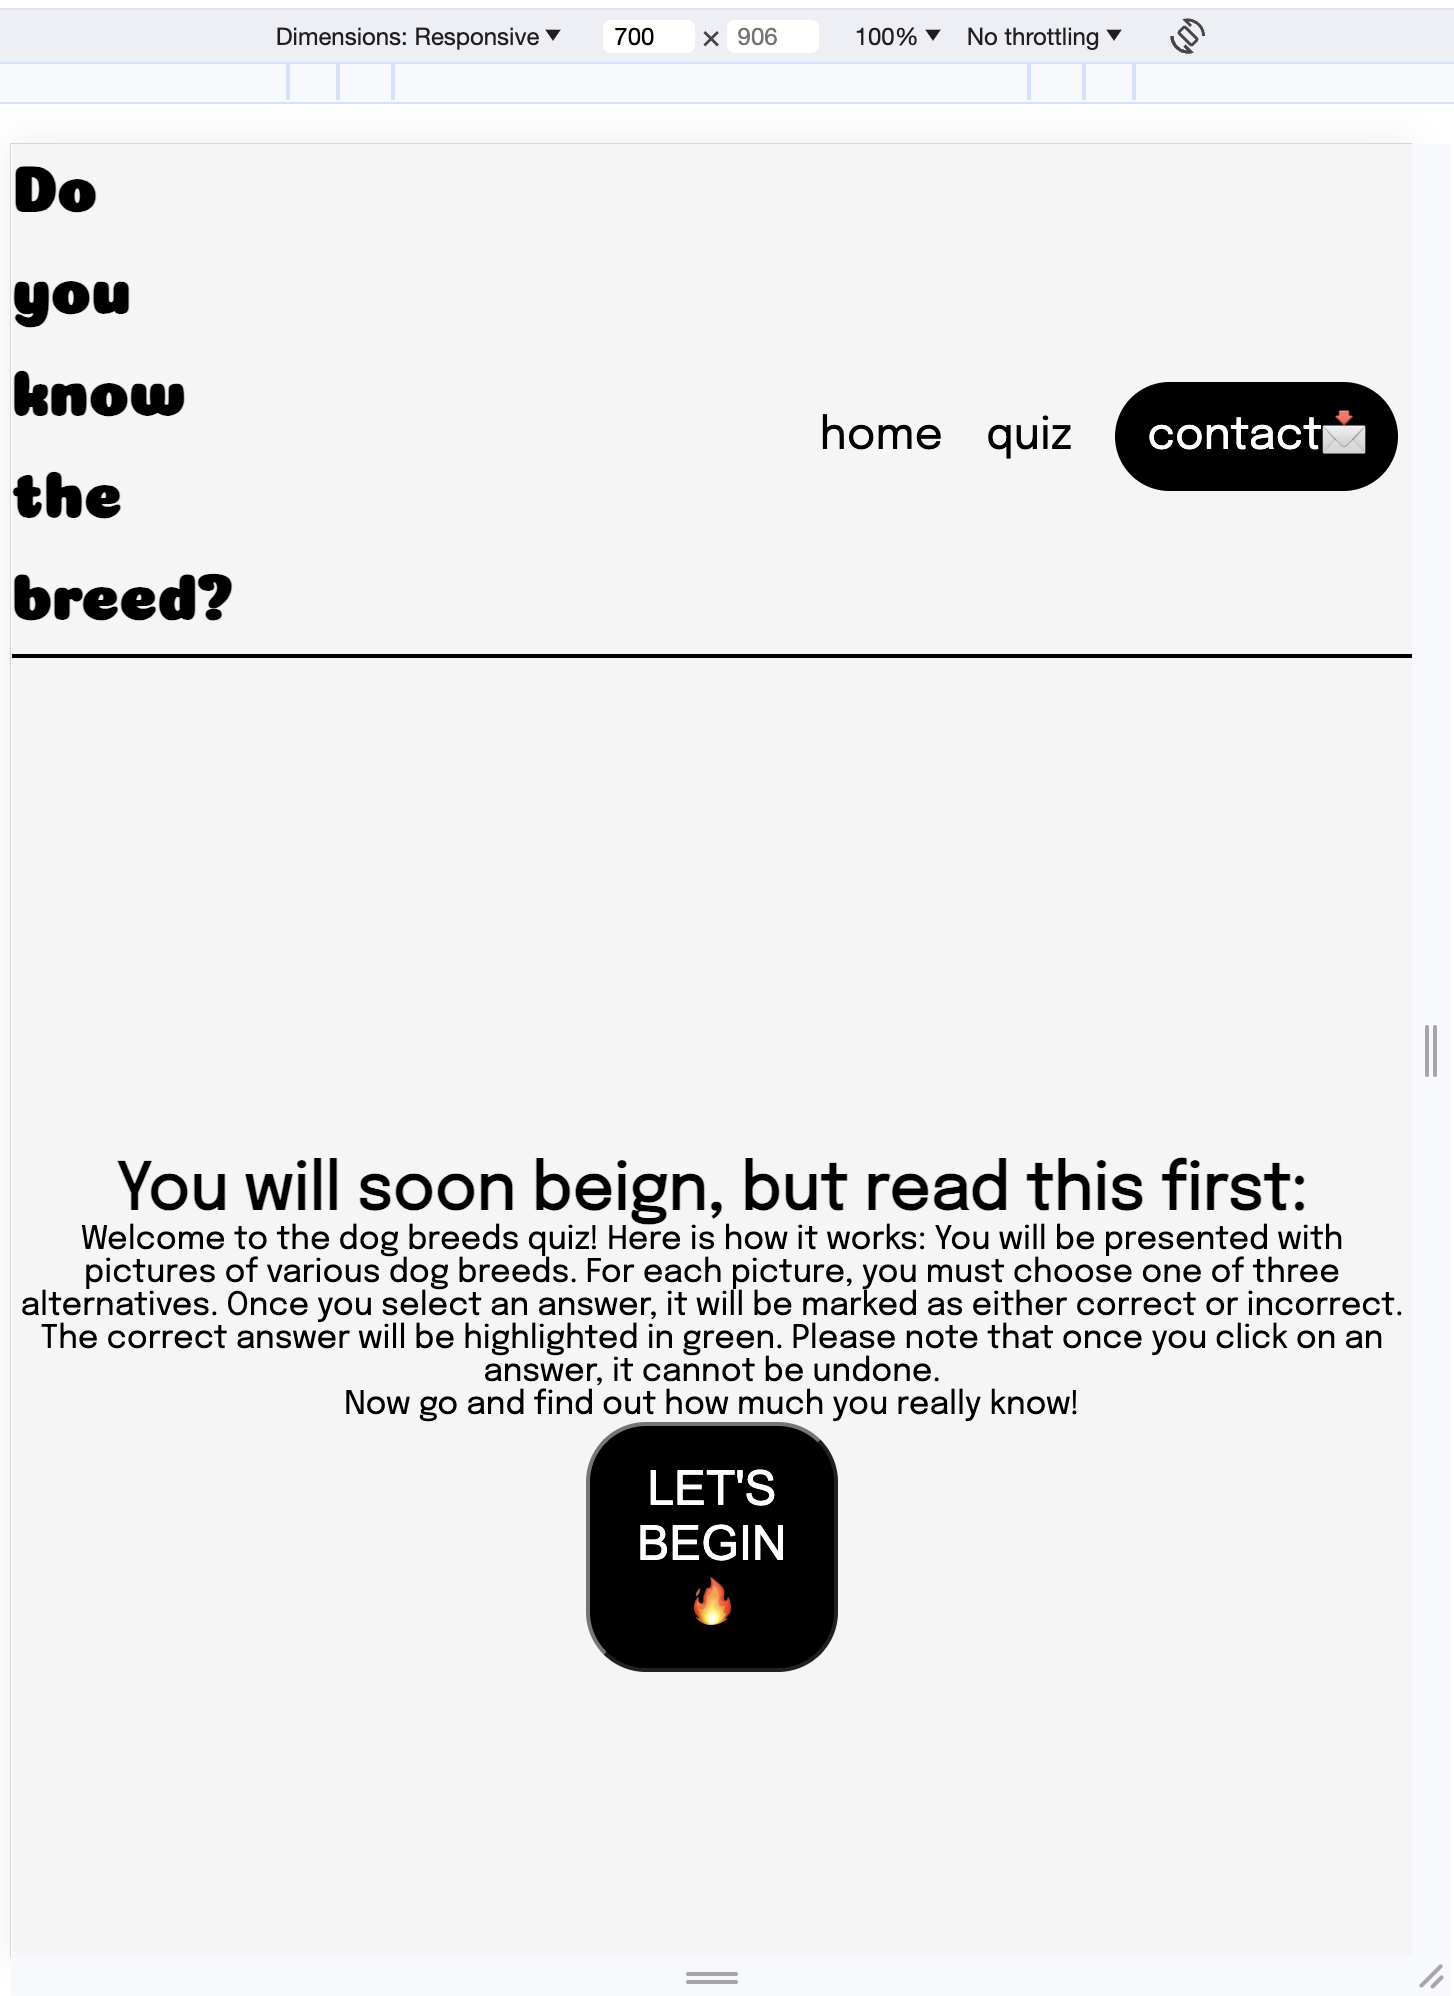 Dimensions: Responsive ▼ 700 × 906 100% ▼ No throttling ▼
Do
you
know
the
breed?
home quiz contact📩
You will soon beign, but read this first:
Welcome to the dog breeds quiz! Here is how it works: You will be presented with
pictures of various dog breeds. For each picture, you must choose one of three
alternatives. Once you select an answer, it will be marked as either correct or incorrect.
The correct answer will be highlighted in green. Please note that once you click on an
answer, it cannot be undone.
Now go and find out how much you really know!
LET'S
BEGIN
🔥